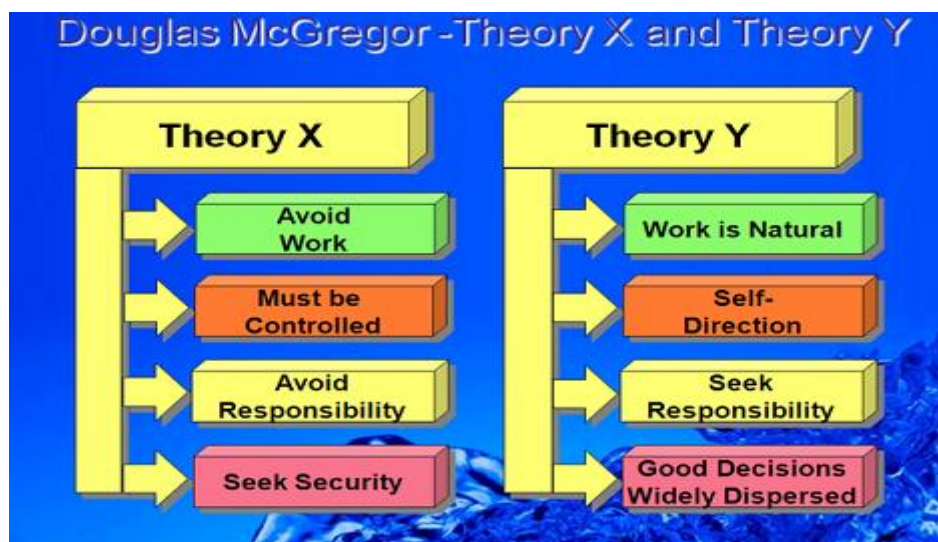 Douglas McGregor -Theory X and Theory Y
Theory X
Avoid
Work
Must be
Controlled
Avoid
Responsibility
Seek Security
Theory Y
Work is Natural
Self-
Direction
Seek
Responsibility
Good Decisions
Widely Dispersed